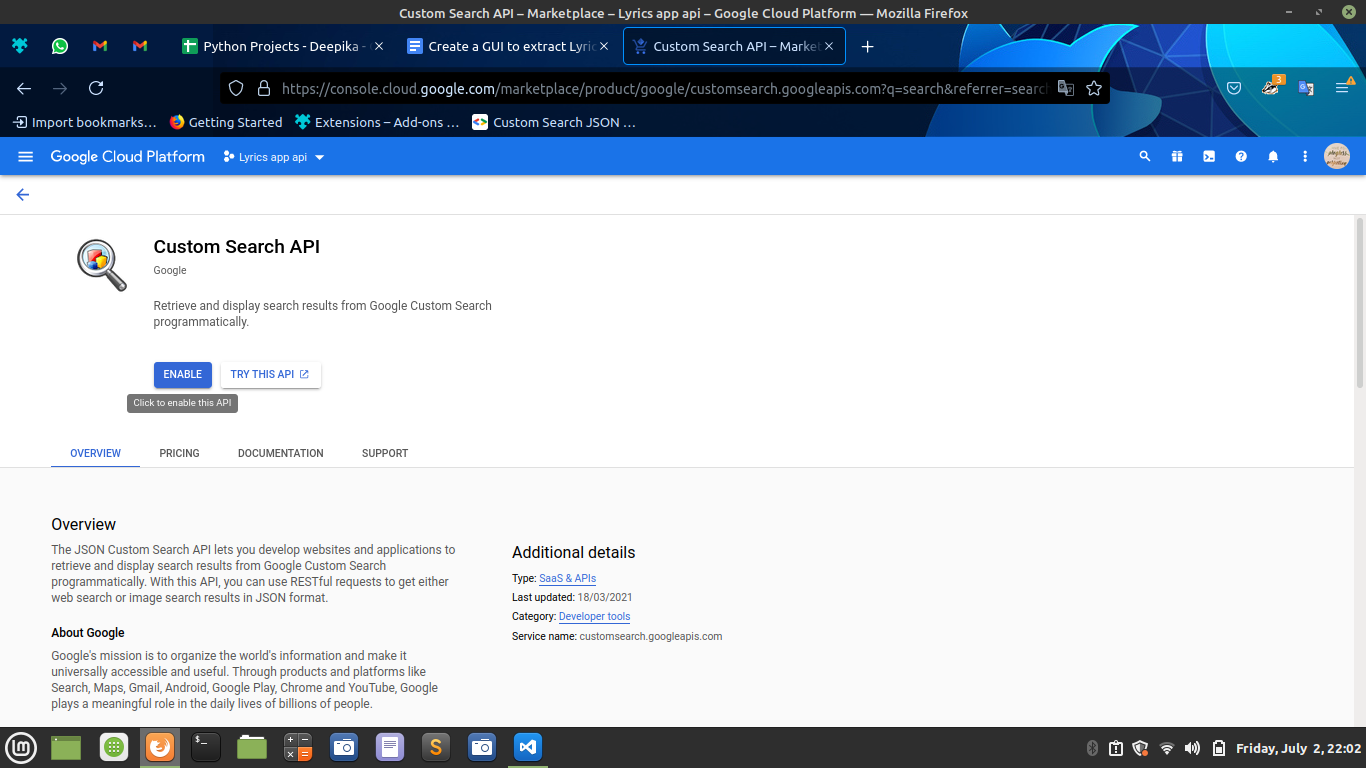 Custom Search API – Marketplace – Lyrics app api – Google Cloud Platform — Mozilla Firefox
Python Projects - Deepika -
Create a GUI to extract Lyric
Custom Search API – Market
https://console.cloud.google.com/marketplace/product/google/customsearch.googleapis.com?q=search&referrer=search
3
Import bookmarks...
Getting Started
Extensions – Add-ons ...
Custom Search JSON ...
Google Cloud Platform
Lyrics app api
Custom Search API
Google
Retrieve and display search results from Google Custom Search
programmatically.
ENABLE
TRY THIS API
Click to enable this API
OVERVIEW
PRICING
DOCUMENTATION
SUPPORT
Overview
The JSON Custom Search API lets you develop websites and applications to
retrieve and display search results from Google Custom Search
programmatically. With this API, you can use RESTful requests to get either
web search or image search results in JSON format.
About Google
Google's mission is to organize the world's information and make it
universally accessible and useful. Through products and platforms like
Search, Maps, Gmail, Android, Google Play, Chrome and YouTube, Google
plays a meaningful role in the daily lives of billions of people.
Additional details
Type: SaaS & APIs
Last updated: 18/03/2021
Category: Developer tools
Service name: customsearch.googleapis.com
Friday, July 2, 22:02